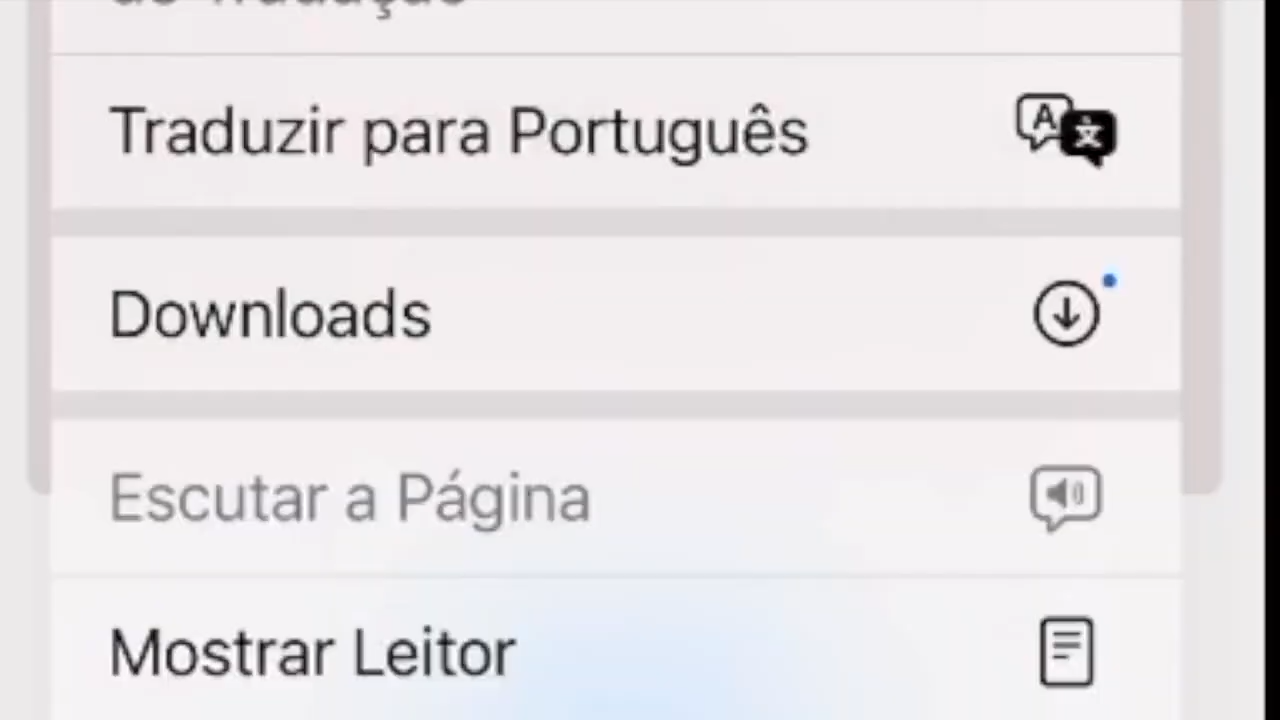 Traduzir para Português
Downloads
Escutar a Página
Mostrar Leitor